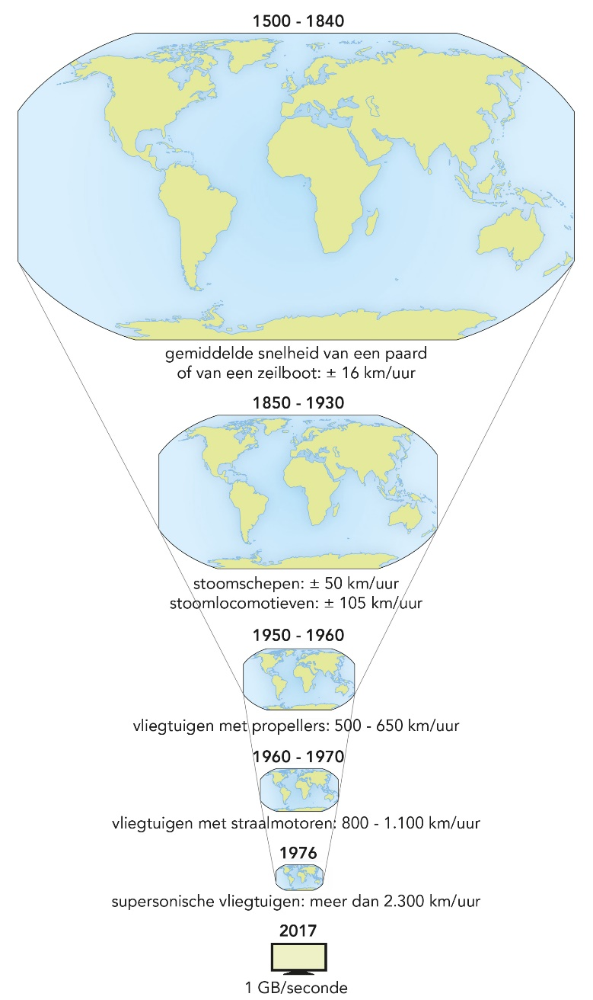 1500 - 1840
gemiddelde snelheid van een paard
of van een zeilboot: ± 16 km/uur
1850 - 1930
stoomschepen: ± 50 km/uur
stoomlocomotieven: ± 105 km/uur
1950 - 1960
vliegtuigen met propellers: 500 - 650 km/uur
1960 - 1970
vliegtuigen met straalmotoren: 800 - 1.100 km/uur
1976
supersonische vliegtuigen: meer dan 2.300 km/uur
2017
1 GB/seconde